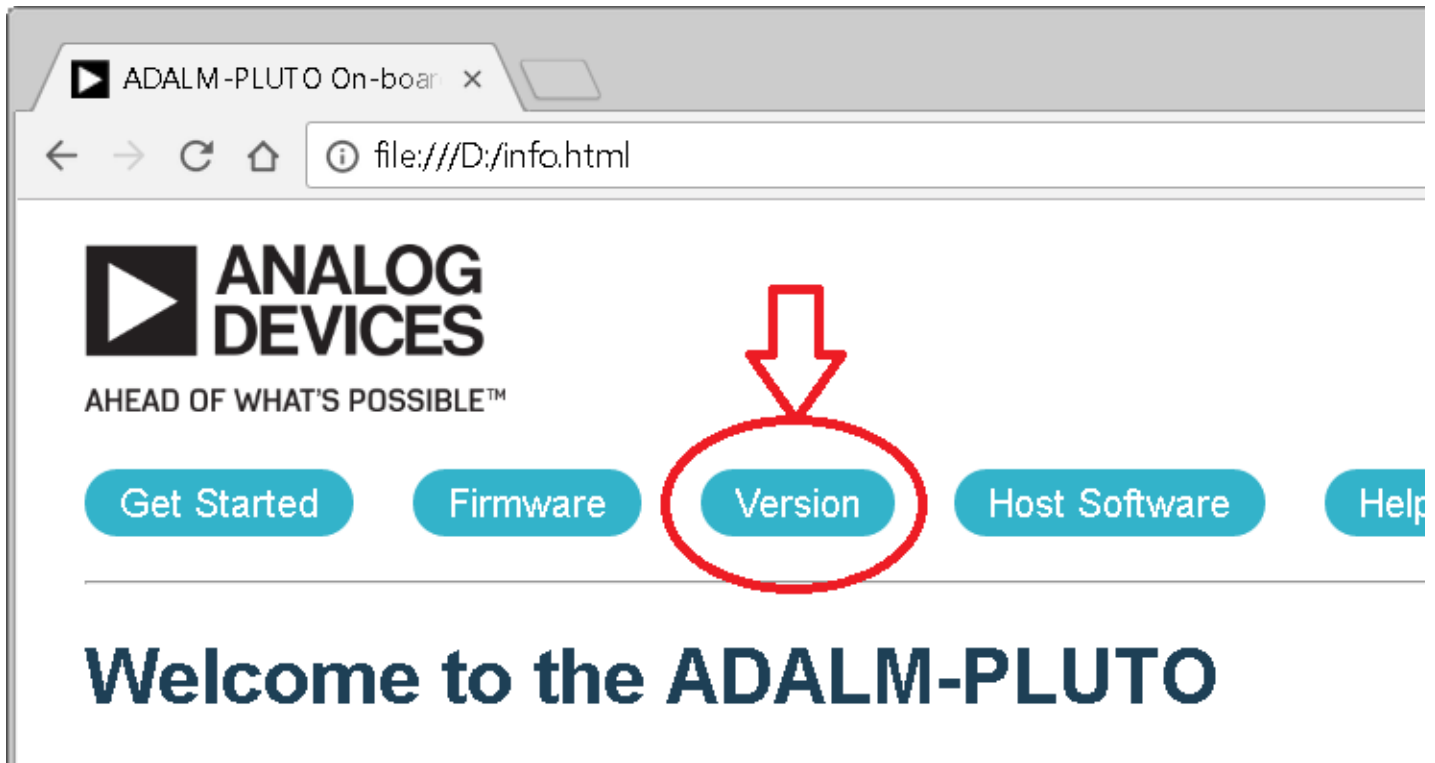 ADALM-PLUTO On-boar
file:///D:/info.html
ANALOG
DEVICES
AHEAD OF WHAT'S POSSIBLE™
Get Started Firmware Version Host Software Help
Welcome to the ADALM-PLUTO